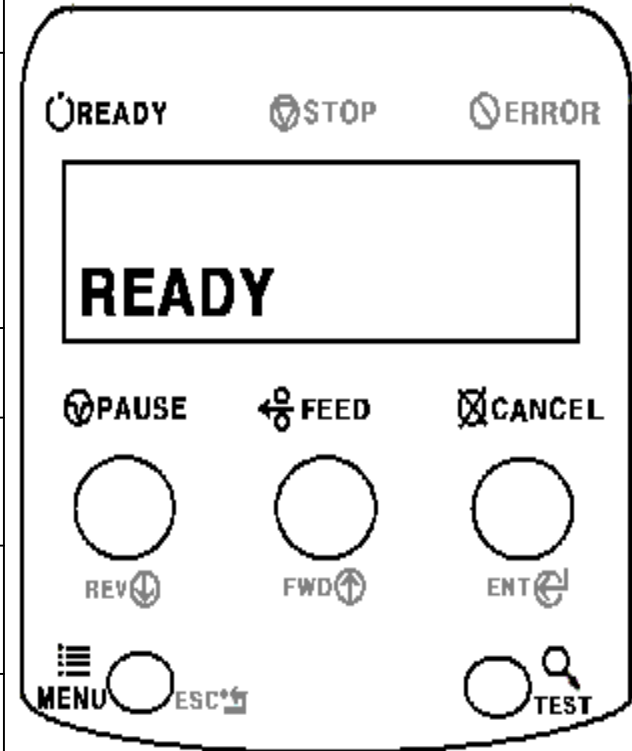 READY STOP ERROR
READY
PAUSE FEED CANCEL
REV FWD ENT
MENU ESC TEST